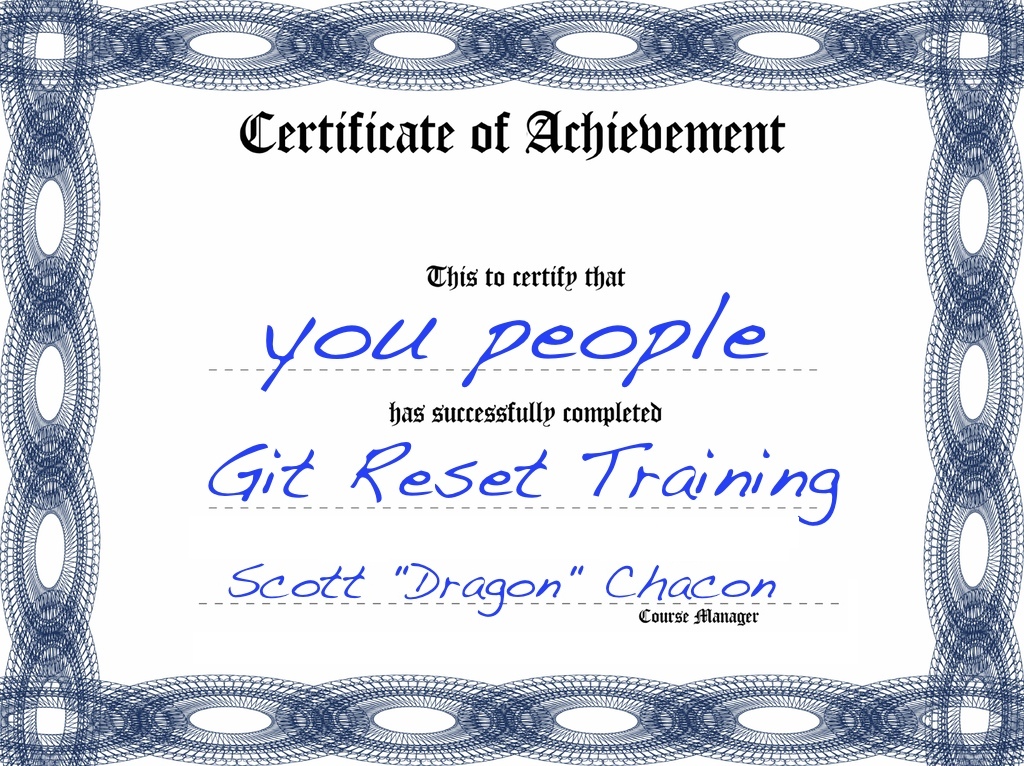 Certificate of Achievement
This to certify that
you people
has successfully completed
Git Reset Training
Scott "Dragon" Chacon
Course Manager